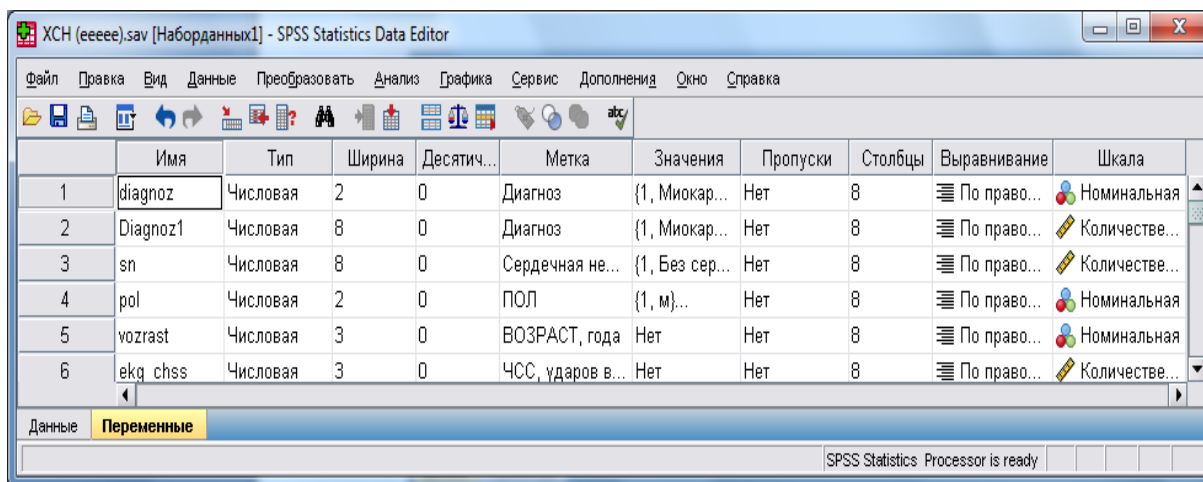 ХСН (eeeee).sav [Наборданных1] - SPSS Statistics Data Editor
Файл Правка Вид Данные Преобразовать Анализ Графика Сервис Дополнения Окно Справка
Имя Тип Ширина Десятич... Метка Значения Пропуски Столбцы Выравнивание Шкала
1 diagnoz Числовая 2 0 Диагноз {1, Миокар... Нет 8 По право... Номинальная
2 Diagnoz1 Числовая 8 0 Диагноз {1, Миокар... Нет 8 По право... Количестве...
3 sn Числовая 8 0 Сердечная не... {1, Без сер... Нет 8 По право... Количестве...
4 pol Числовая 2 0 ПОЛ {1, м}... Нет 8 По право... Номинальная
5 vozrast Числовая 3 0 ВОЗРАСТ, года Нет Нет 8 По право... Номинальная
6 ekg_chss Числовая 3 0 ЧСС, ударов в... Нет Нет 8 По право... Количестве...
Данные Переменные
SPSS Statistics Processor is ready